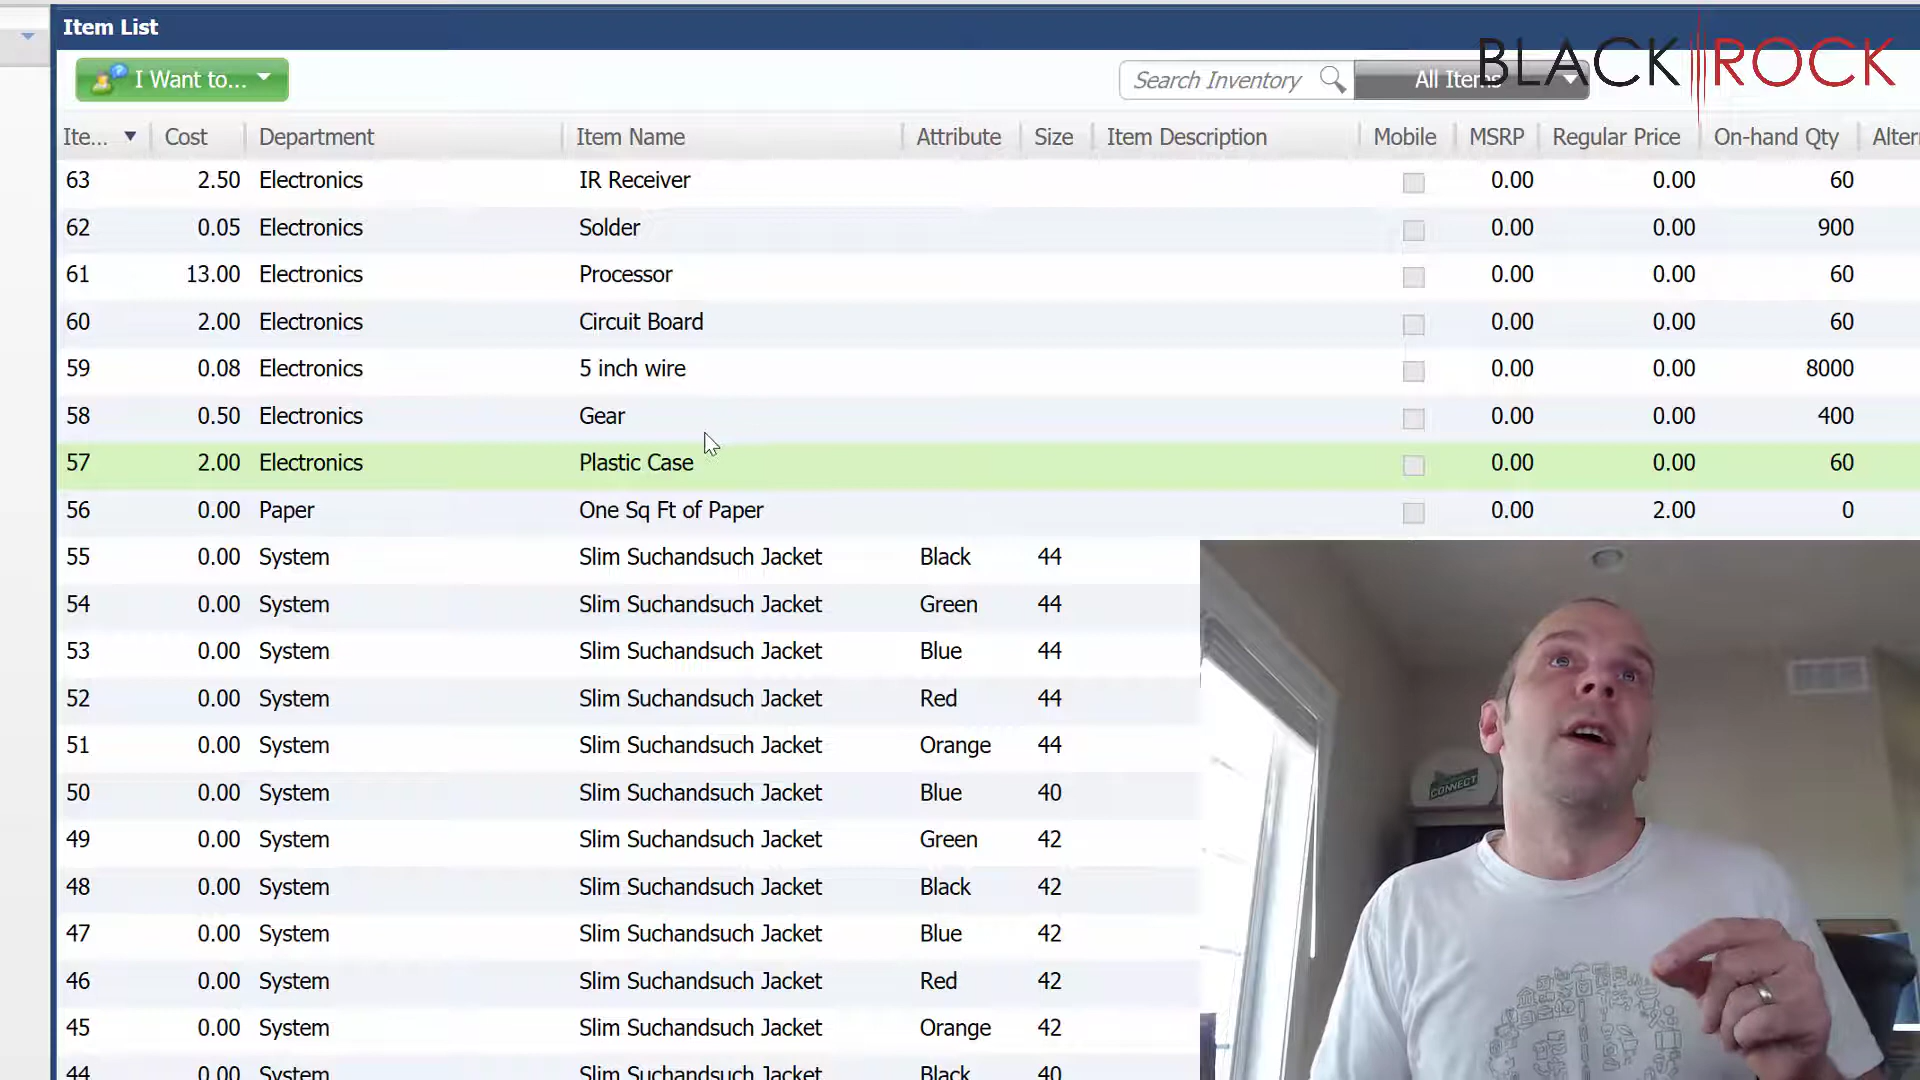 Item List
I Want to...
Search Inventory
All Items
BLACK ROCK
Ite... Cost Department Item Name Attribute Size Item Description Mobile MSRP Regular Price On-hand Qty Altern
63 2.50 Electronics IR Receiver 0.00 0.00 60
62 0.05 Electronics Solder 0.00 0.00 900
61 13.00 Electronics Processor 0.00 0.00 60
60 2.00 Electronics Circuit Board 0.00 0.00 60
59 0.08 Electronics 5 inch wire 0.00 0.00 8000
58 0.50 Electronics Gear 0.00 0.00 400
57 2.00 Electronics Plastic Case 0.00 0.00 60
56 0.00 Paper One Sq Ft of Paper 0.00 2.00 0
55 0.00 System Slim Suchandsuch Jacket Black 44
54 0.00 System Slim Suchandsuch Jacket Green 44
53 0.00 System Slim Suchandsuch Jacket Blue 44
52 0.00 System Slim Suchandsuch Jacket Red 44
51 0.00 System Slim Suchandsuch Jacket Orange 44
50 0.00 System Slim Suchandsuch Jacket Blue 40
49 0.00 System Slim Suchandsuch Jacket Green 42
48 0.00 System Slim Suchandsuch Jacket Black 42
47 0.00 System Slim Suchandsuch Jacket Blue 42
46 0.00 System Slim Suchandsuch Jacket Red 42
45 0.00 System Slim Suchandsuch Jacket Orange 42
44 0.00 System Slim Suchandsuch Jacket Black 40
CONNECT